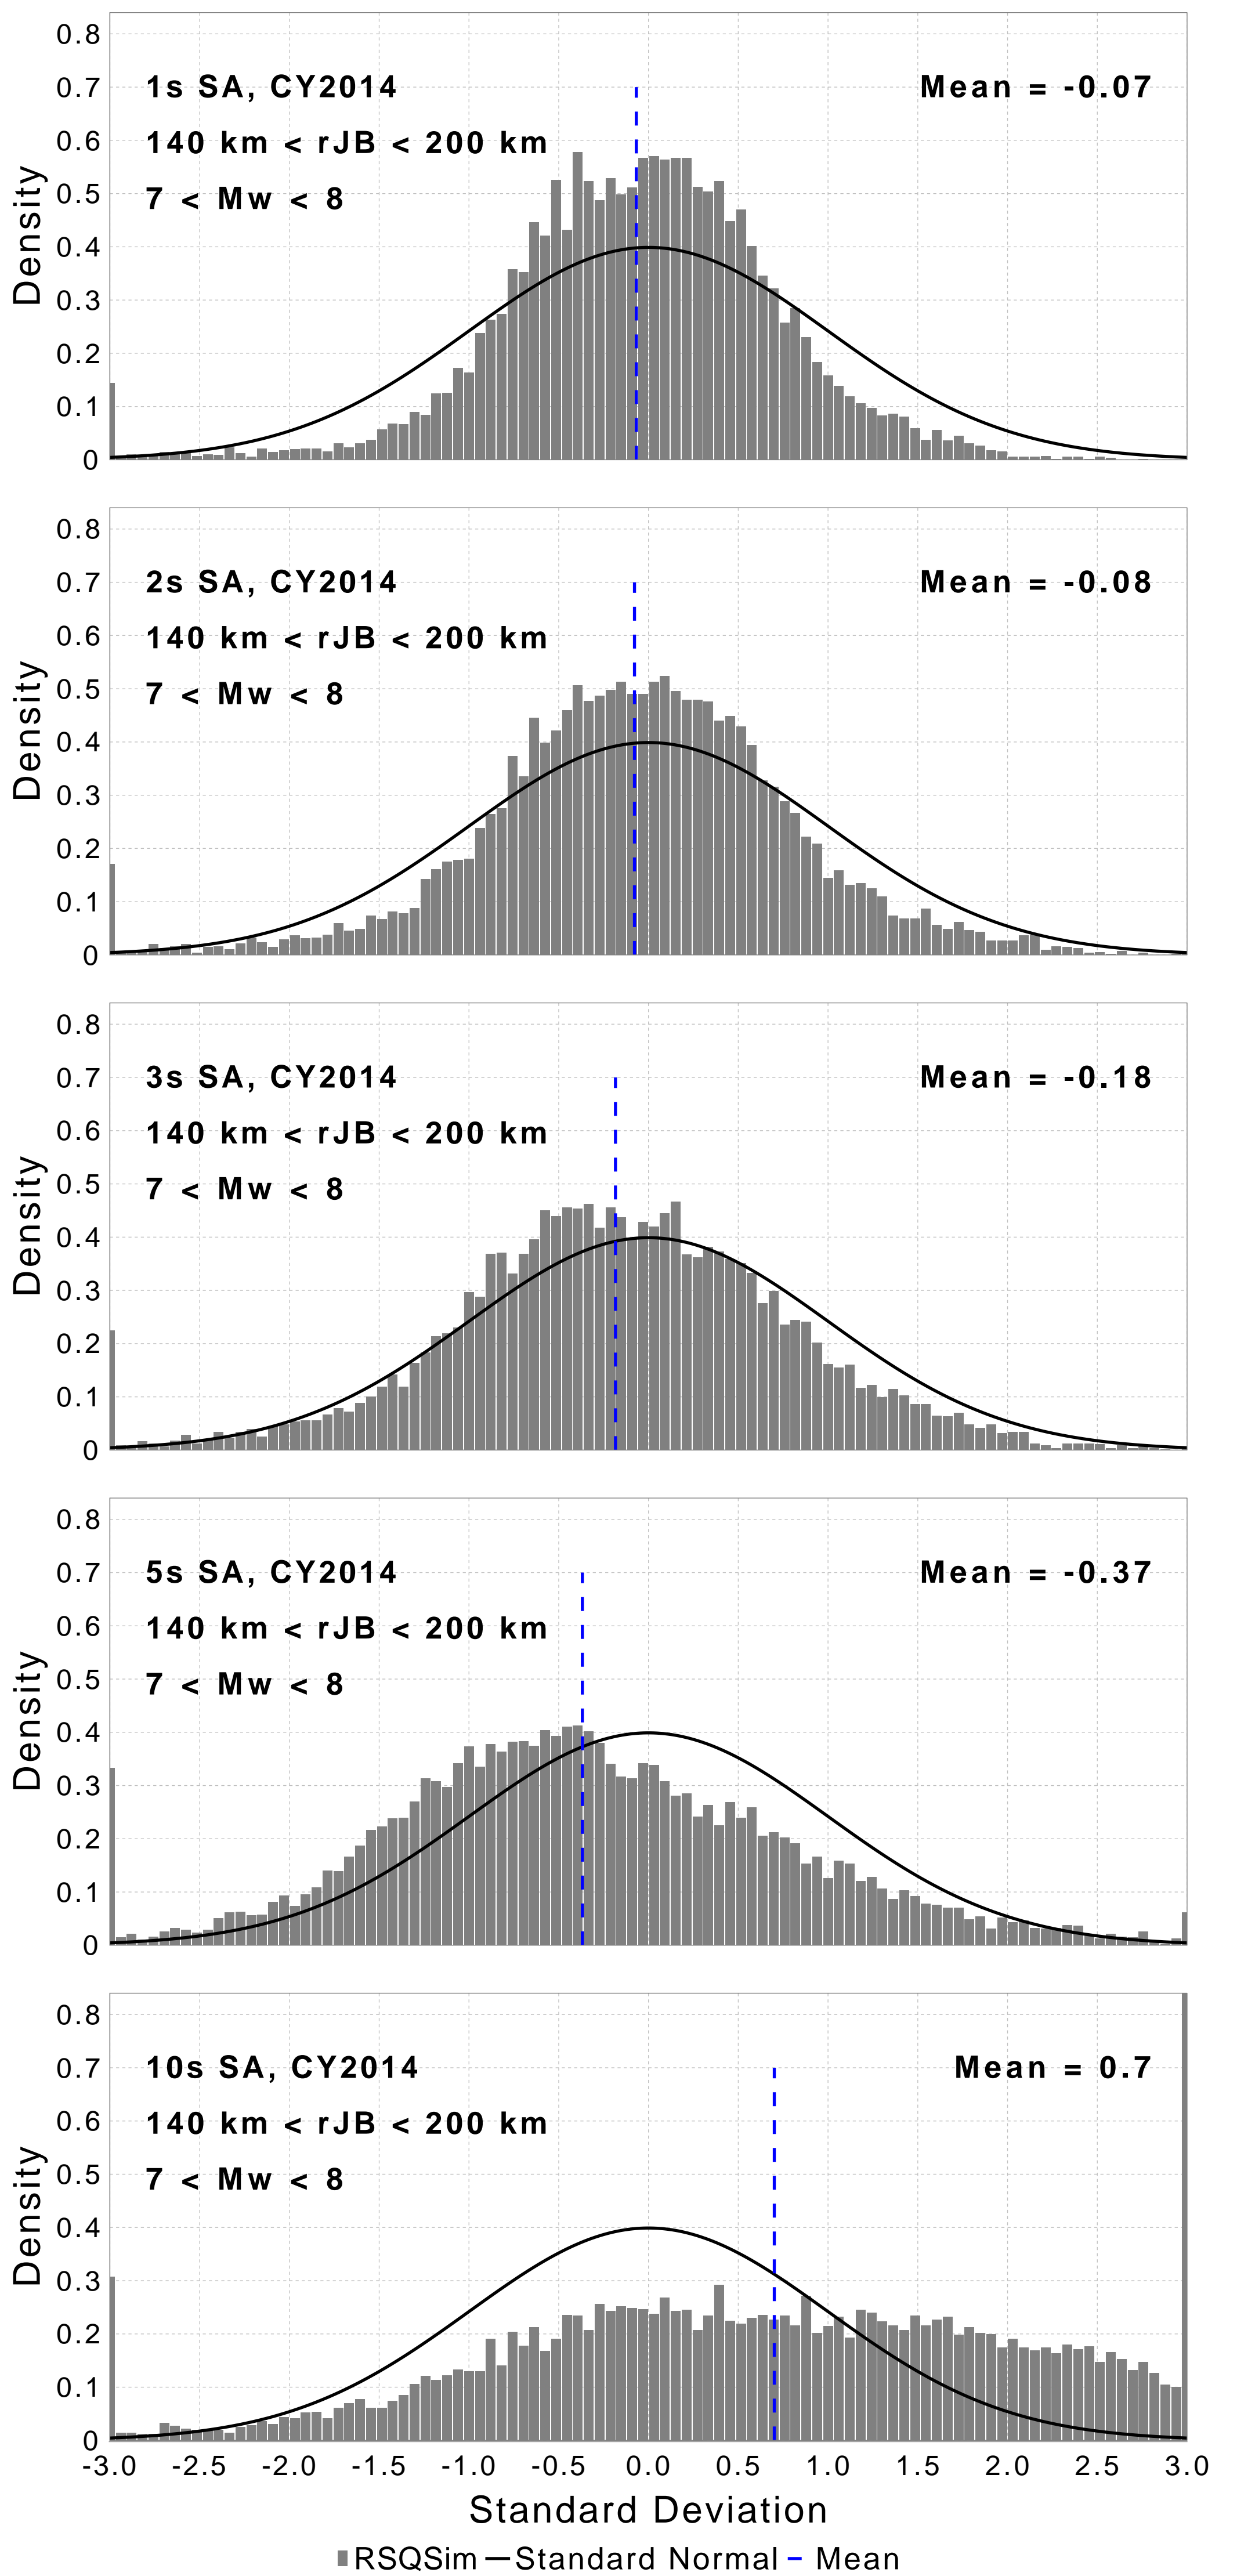 0.8
1s SA, CY2014 Mean = -0.07
0.7
140 km < rJB < 200 km
0.6
7 < Mw < 8
0.5
0.4
0.3
0.2
0.1
0
Density
0.8
2s SA, CY2014 Mean = -0.08
0.7
140 km < rJB < 200 km
0.6
7 < Mw < 8
0.5
0.4
0.3
0.2
0.1
0
Density
0.8
3s SA, CY2014 Mean = -0.18
0.7
140 km < rJB < 200 km
0.6
7 < Mw < 8
0.5
0.4
0.3
0.2
0.1
0
Density
0.8
5s SA, CY2014 Mean = -0.37
0.7
140 km < rJB < 200 km
0.6
7 < Mw < 8
0.5
0.4
0.3
0.2
0.1
0
Density
0.8
10s SA, CY2014 Mean = 0.7
0.7
140 km < rJB < 200 km
0.6
7 < Mw < 8
0.5
0.4
0.3
0.2
0.1
0
Density
-3.0 -2.5 -2.0 -1.5 -1.0 -0.5 0.0 0.5 1.0 1.5 2.0 2.5 3.0
Standard Deviation
RSQSim Standard Normal Mean